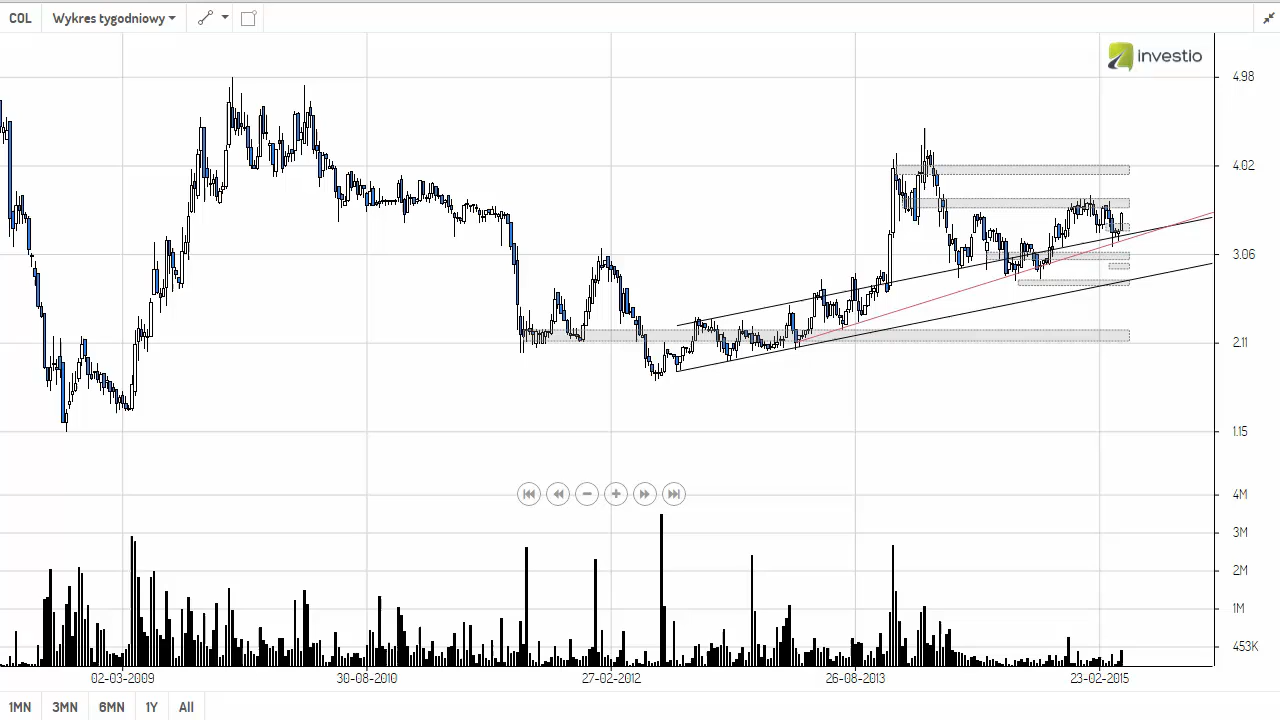 COL Wykres tygodniowy
investio
4.98
4.02
3.06
2.11
1.15
4M
3M
2M
1M
453K
02-03-2009 30-08-2010 27-02-2012 26-08-2013 23-02-2015
1MN 3MN 6MN 1Y All